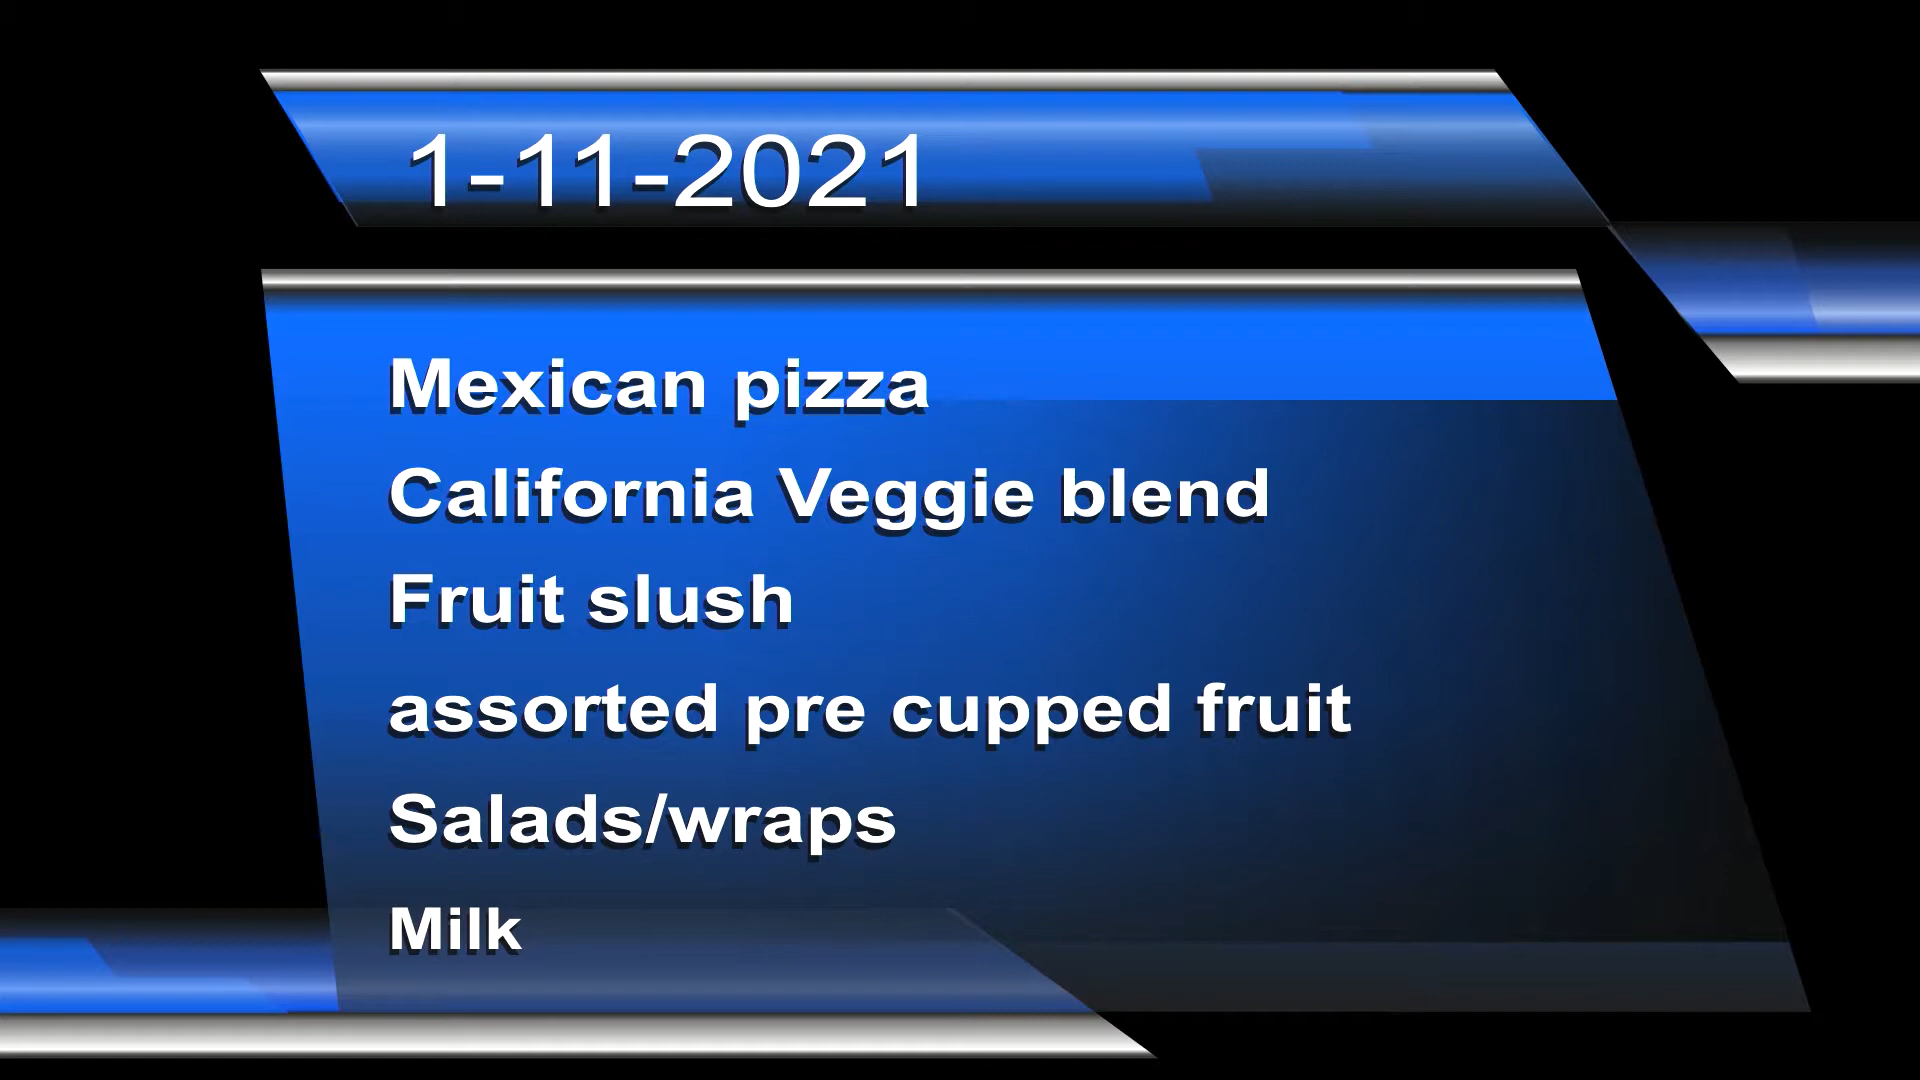 1-11-2021
Mexican pizza
California Veggie blend
Fruit slush
assorted pre cupped fruit
Salads/wraps
Milk